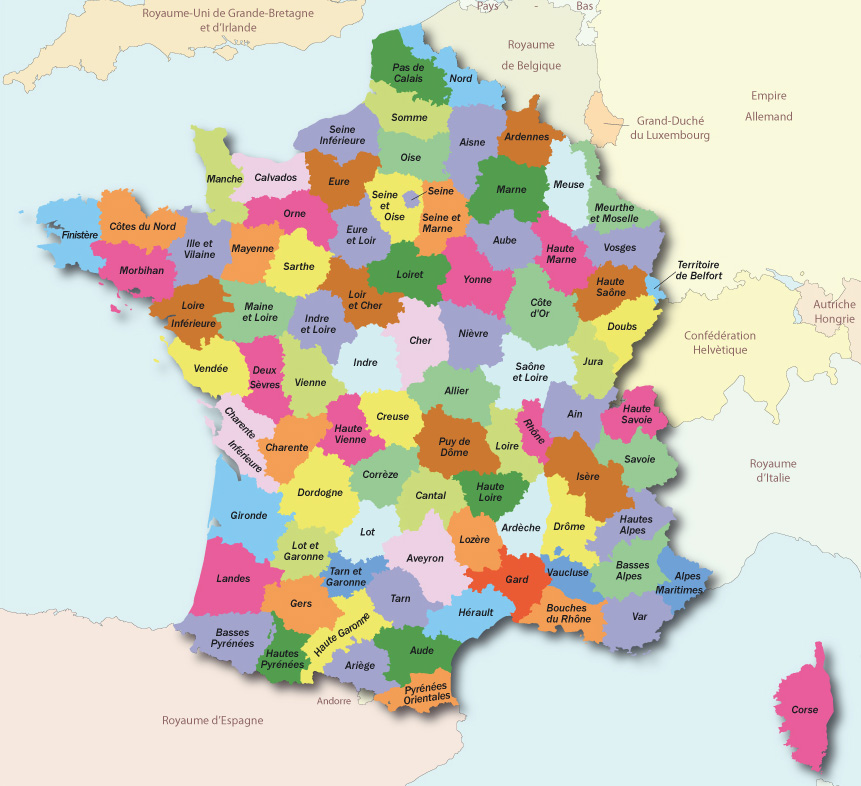 Royaume-Uni de Grande-Bretagne
et d'Irlande
Pays
Bas
Royaume
de Belgique
Empire
Allemand
Grand-Duché
du Luxembourg
Pas de
Calais
Nord
Somme
Seine
Inférieure
Aisne
Ardennes
Oise
Manche
Calvados
Eure
Seine
et
Oise
Seine
Seine et
Marne
Marne
Meuse
Meurthe
et Moselle
Orne
Finistère
Côtes du Nord
Ille et
Vilaine
Mayenne
Eure
et Loir
Aube
Haute
Marne
Vosges
Morbihan
Sarthe
Loiret
Yonne
Territoire
de Belfort
Haute
Saône
Loire
Inférieure
Maine
et Loire
Loir
et Cher
Côte
d'Or
Doubs
Autriche
Hongrie
Indre
et Loire
Cher
Nièvre
Confédération
Helvètique
Vendée
Deux
Sèvres
Vienne
Indre
Saône
et Loire
Jura
Allier
Charente
Inférieure
Charente
Haute
Vienne
Creuse
Puy de
Dôme
Loire
Rhône
Ain
Haute
Savoie
Savoie
Royaume
d'Italie
Dordogne
Corrèze
Cantal
Haute
Loire
Isère
Gironde
Lot
Ardèche
Drôme
Hautes
Alpes
Lot et
Garonne
Aveyron
Lozère
Landes
Tarn et
Garonne
Gard
Vaucluse
Basses
Alpes
Alpes
Maritimes
Gers
Tarn
Hérault
Bouches
du Rhône
Var
Basses
Pyrénées
Hautes
Pyrénées
Haute Garonne
Ariège
Aude
Andorre
Pyrénées
Orientales
Royaume d'Espagne
Corse